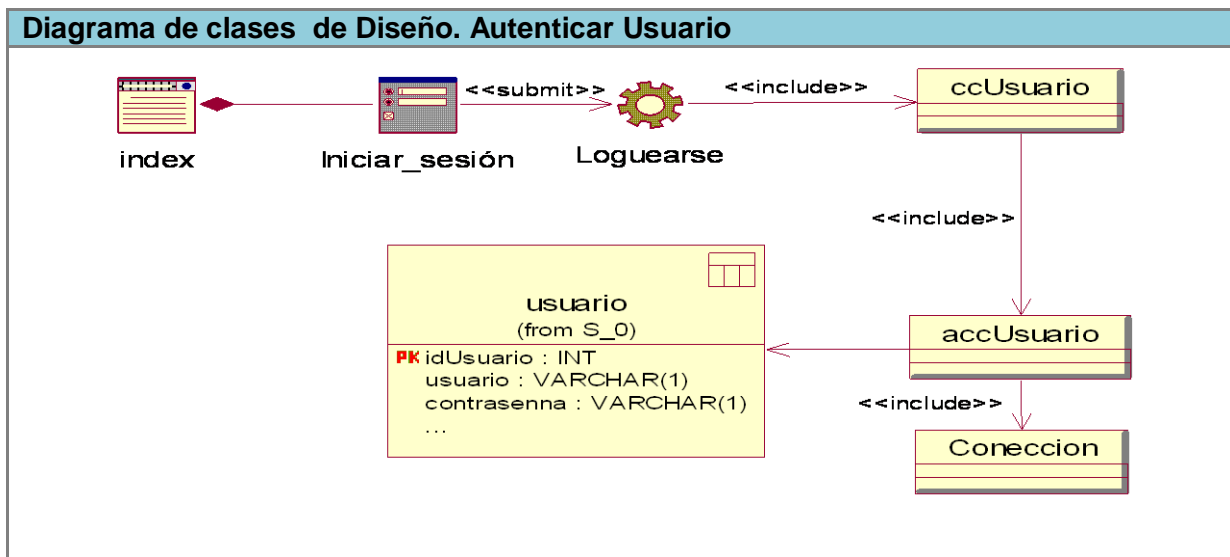 Diagrama de clases  de Diseño. Autenticar Usuario
<<submit>>
<<include>>
ccUsuario
index
Iniciar_sesión
Loguearse
<<include>>
usuario
(from S_0)
PK idUsuario : INT
usuario : VARCHAR(1)
contrasenna : VARCHAR(1)
...
accUsuario
<<include>>
Coneccion